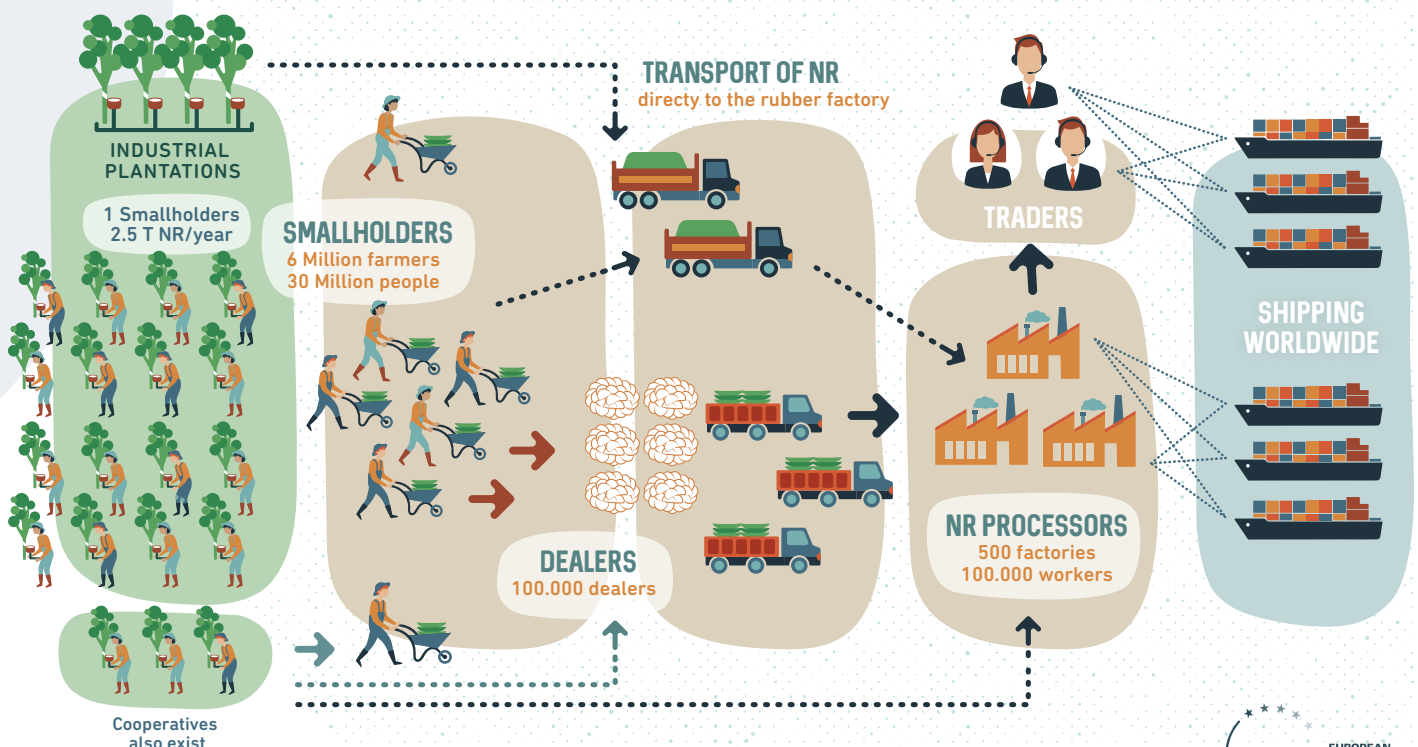 INDUSTRIAL
PLANTATIONS
1 Smallholders
2.5 T NR/year
SMALLHOLDERS
6 Million farmers
30 Million people
TRANSPORT OF NR
directy to the rubber factory
TRADERS
SHIPPING
WORLDWIDE
DEALERS
100.000 dealers
NR PROCESSORS
500 factories
100.000 workers
Cooperatives
also exist
EUROPEAN